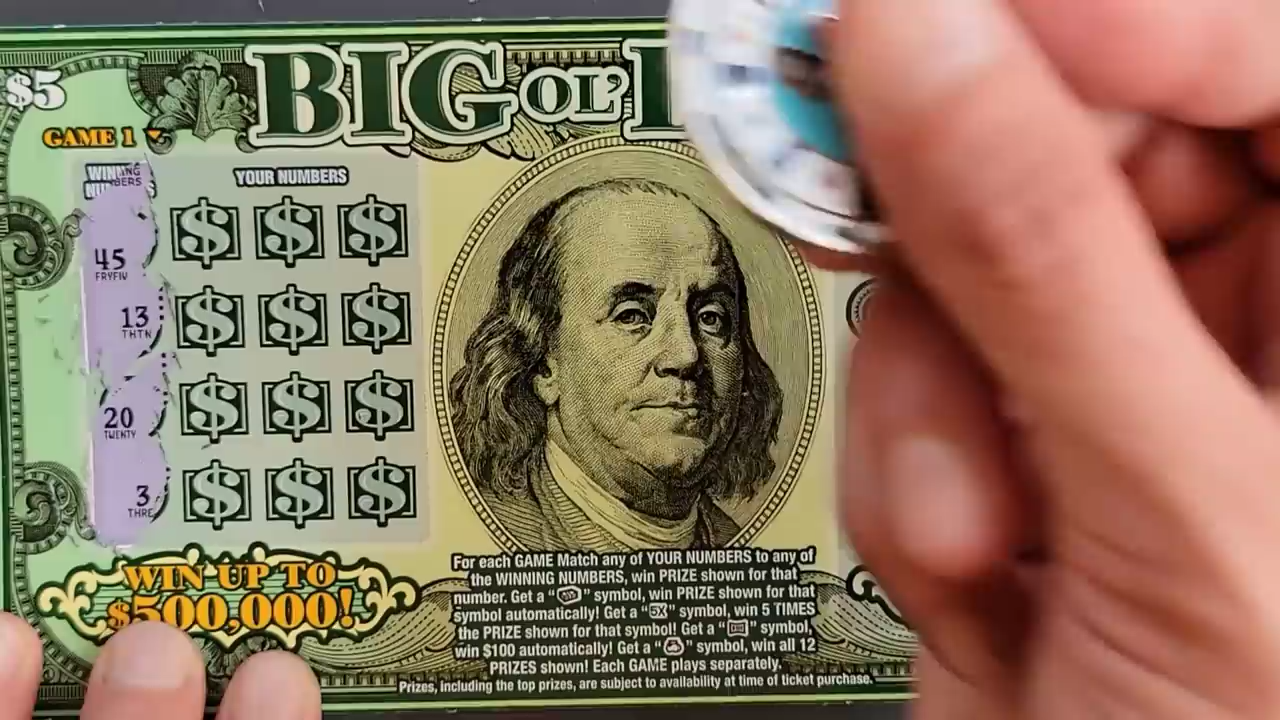 $5
BIG OL'
GAME 1
WINNING
NUMBERS
YOUR NUMBERS
$ $ $
45
FRYFIV
13
THTN
$ $ $
20
TWENTY
$ $ $
3
THRE
$ $ $
WIN UP TO
$500,000!
For each GAME Match any of YOUR NUMBERS to any of
the WINNING NUMBERS, win PRIZE shown for that
number. Get a " " symbol, win PRIZE shown for that
symbol automatically! Get a "5X" symbol, win 5 TIMES
the PRIZE shown for that symbol! Get a " " symbol,
win $100 automatically! Get a " " symbol, win all 12
PRIZES shown! Each GAME plays separately.
Prizes, including the top prizes, are subject to availability at time of ticket purchase.